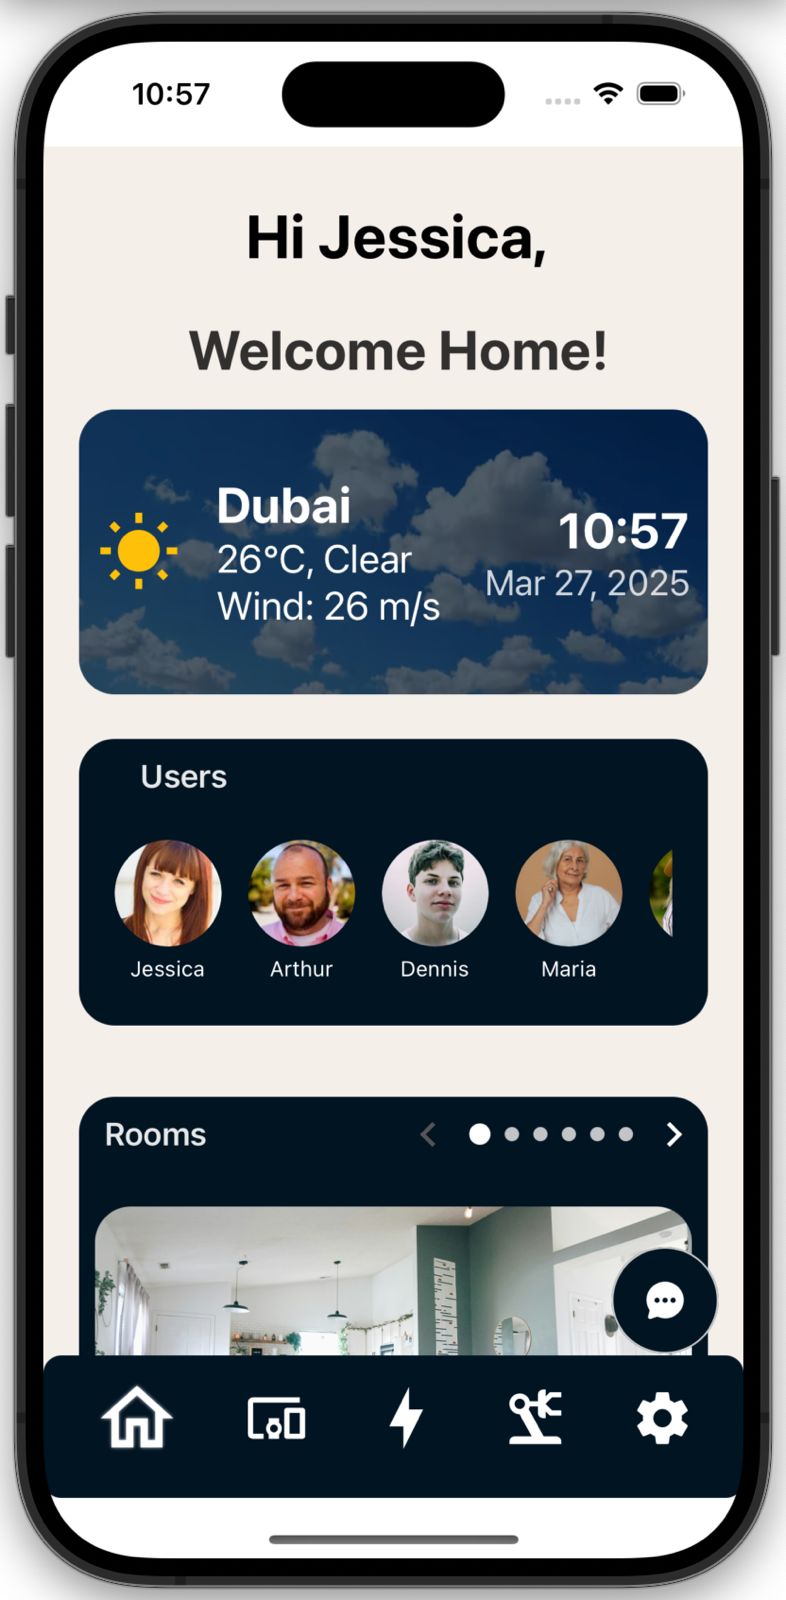 10:57
Hi Jessica,
Welcome Home!
Dubai
26°C, Clear
Wind: 26 m/s
10:57
Mar 27, 2025
Users
Jessica
Arthur
Dennis
Maria
Rooms